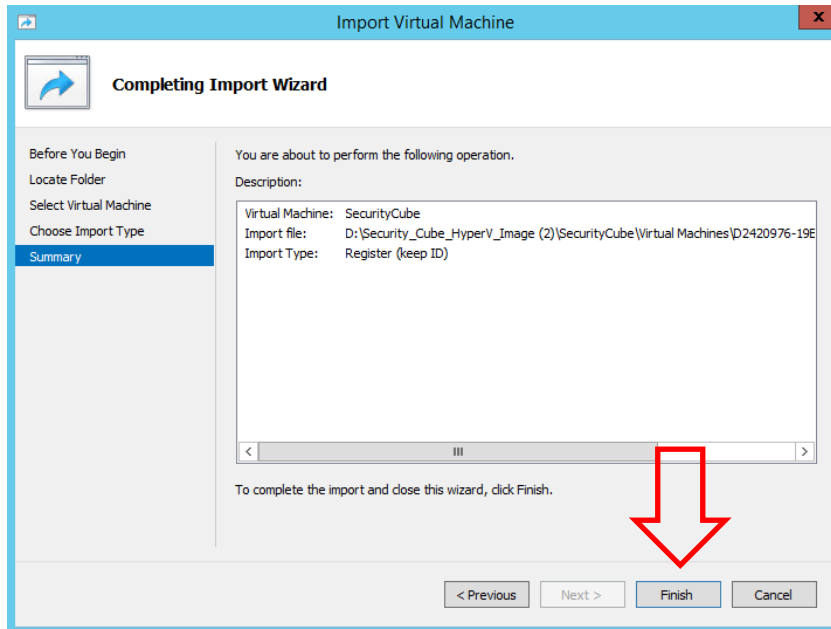 Import Virtual Machine
x
Completing Import Wizard
Before You Begin
Locate Folder
Select Virtual Machine
Choose Import Type
Summary
You are about to perform the following operation.
Description:
Virtual Machine: SecurityCube
Import file: D:\Security_Cube_HyperV_Image (2)\SecurityCube\Virtual Machines\D2420976-19E
Import Type: Register (keep ID)
To complete the import and close this wizard, click Finish.
< Previous
Next >
Finish
Cancel